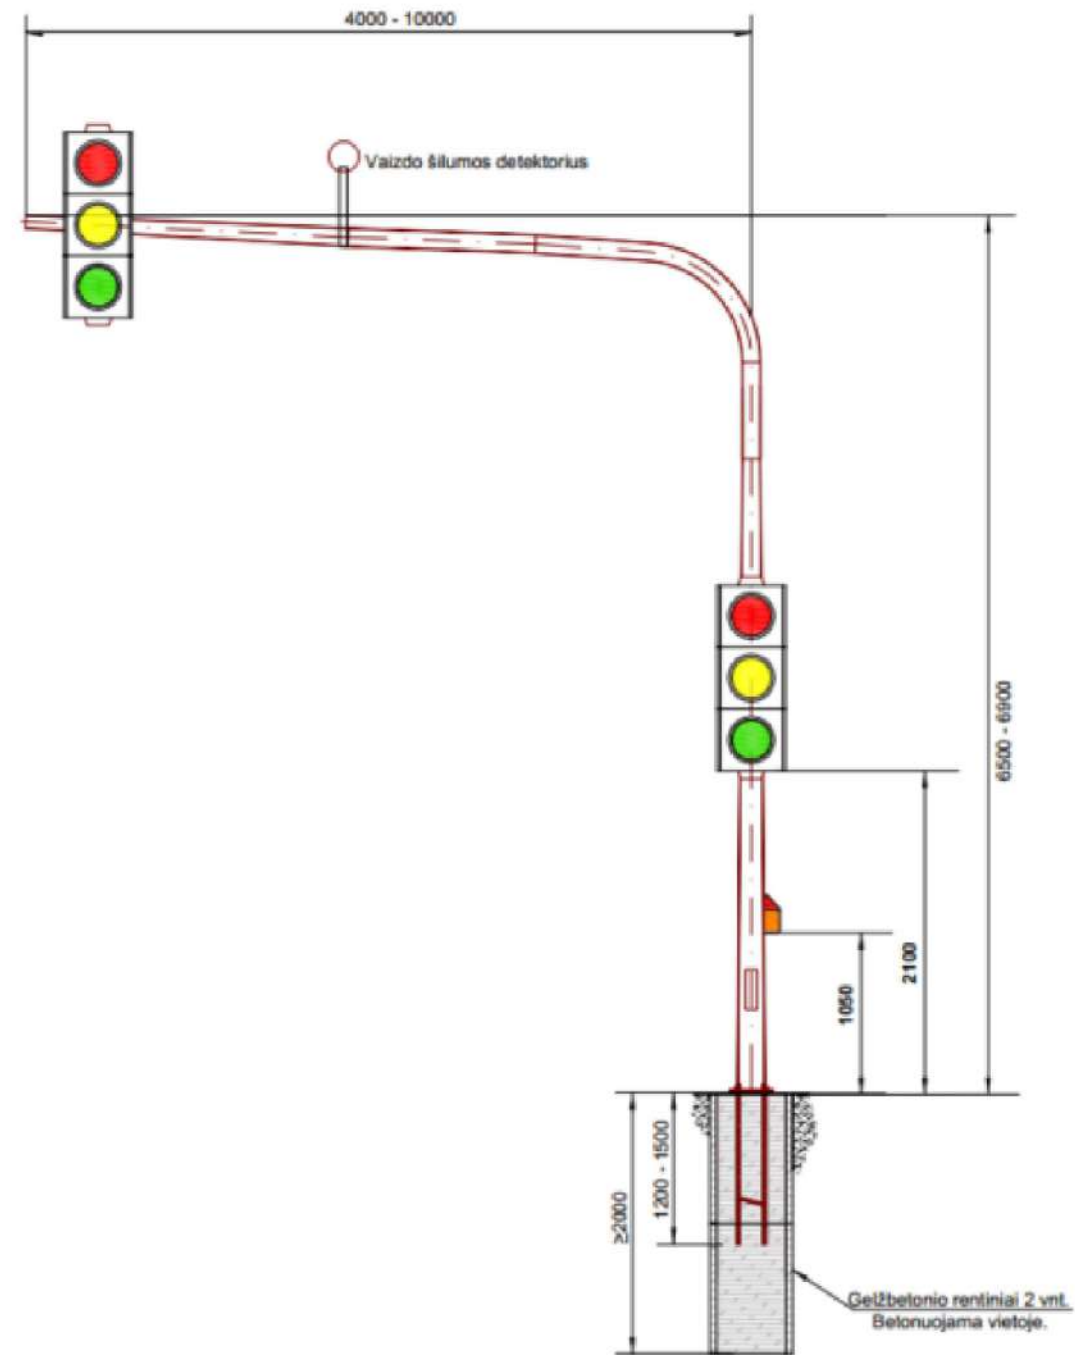 4000 - 10000
Vaizdo šilumos detektorius
6500 - 6900
2100
1050
1200 - 1500
≥2000
Gelžbetonio rentiniai 2 vnt.
Betonuojama vietoje.